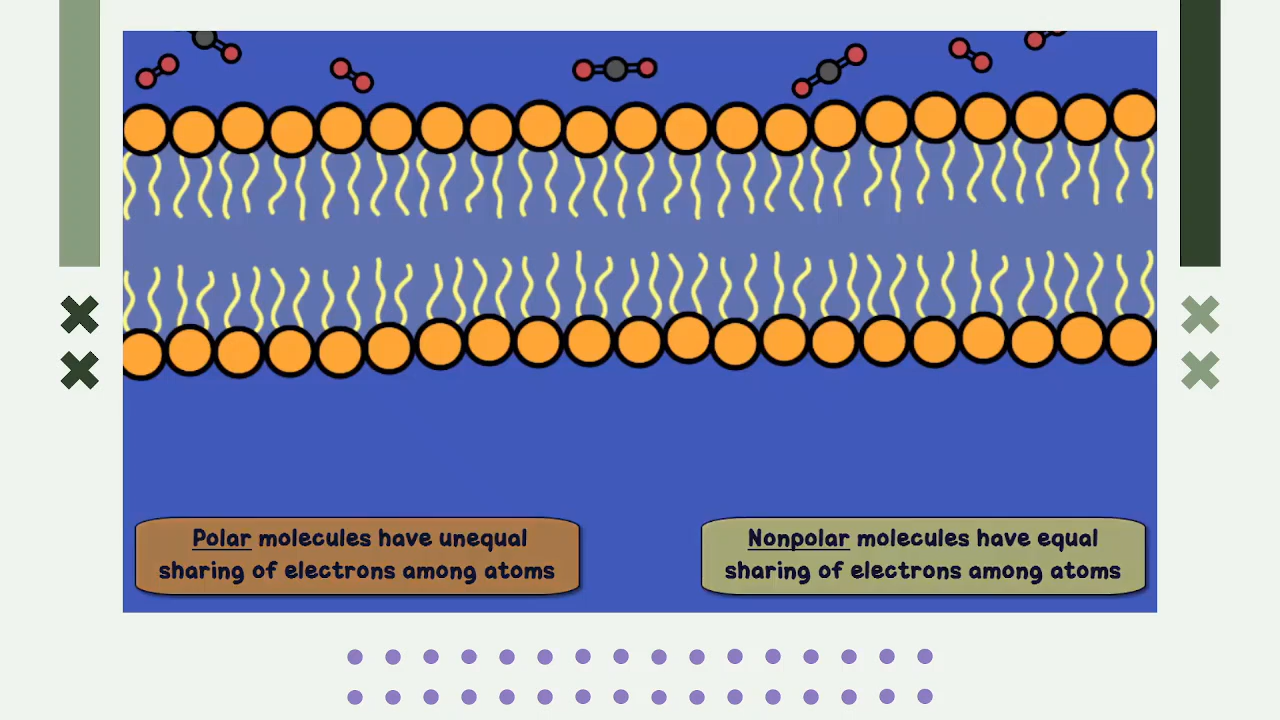 Polar molecules have unequal
sharing of electrons among atoms
Nonpolar molecules have equal
sharing of electrons among atoms